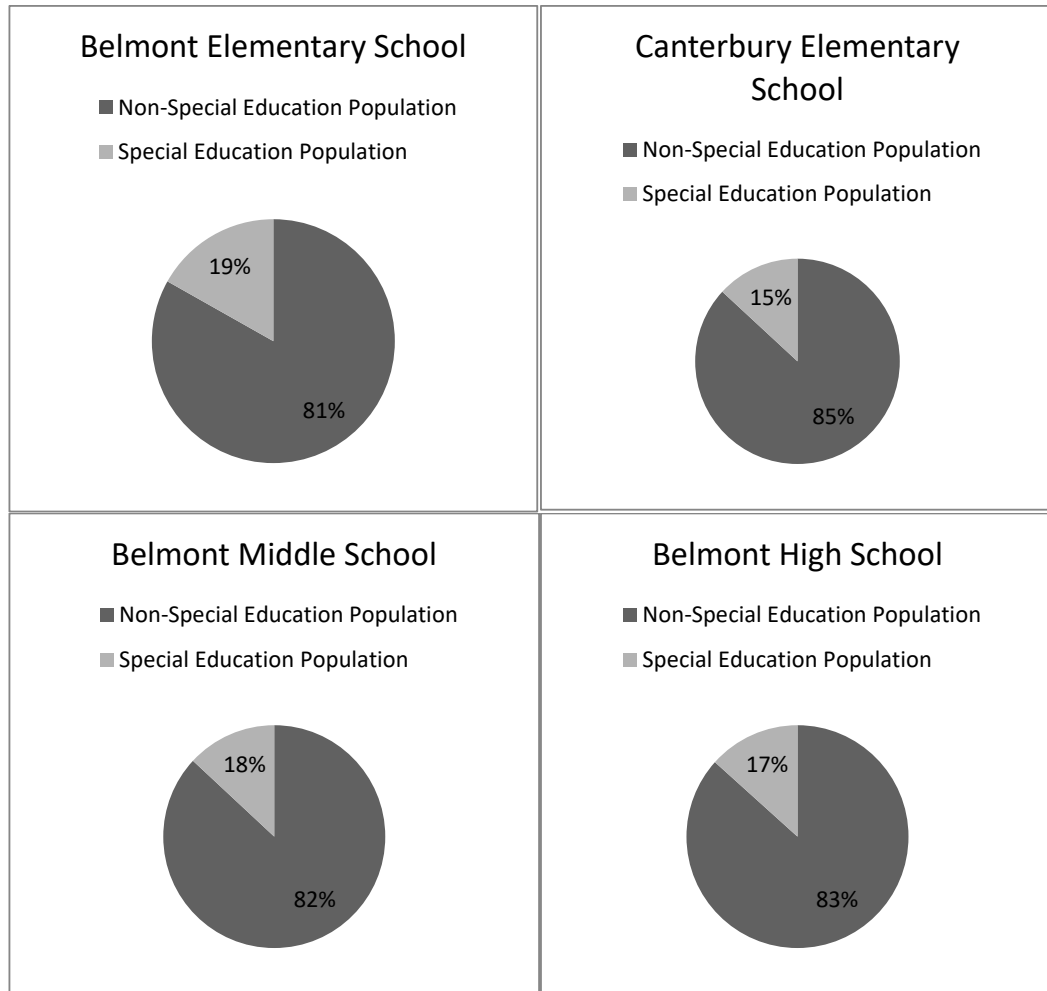 Belmont Elementary School
Non-Special Education Population
Special Education Population
19%
81%
Canterbury Elementary
School
Non-Special Education Population
Special Education Population
15%
85%
Belmont Middle School
Non-Special Education Population
Special Education Population
18%
82%
Belmont High School
Non-Special Education Population
Special Education Population
17%
83%